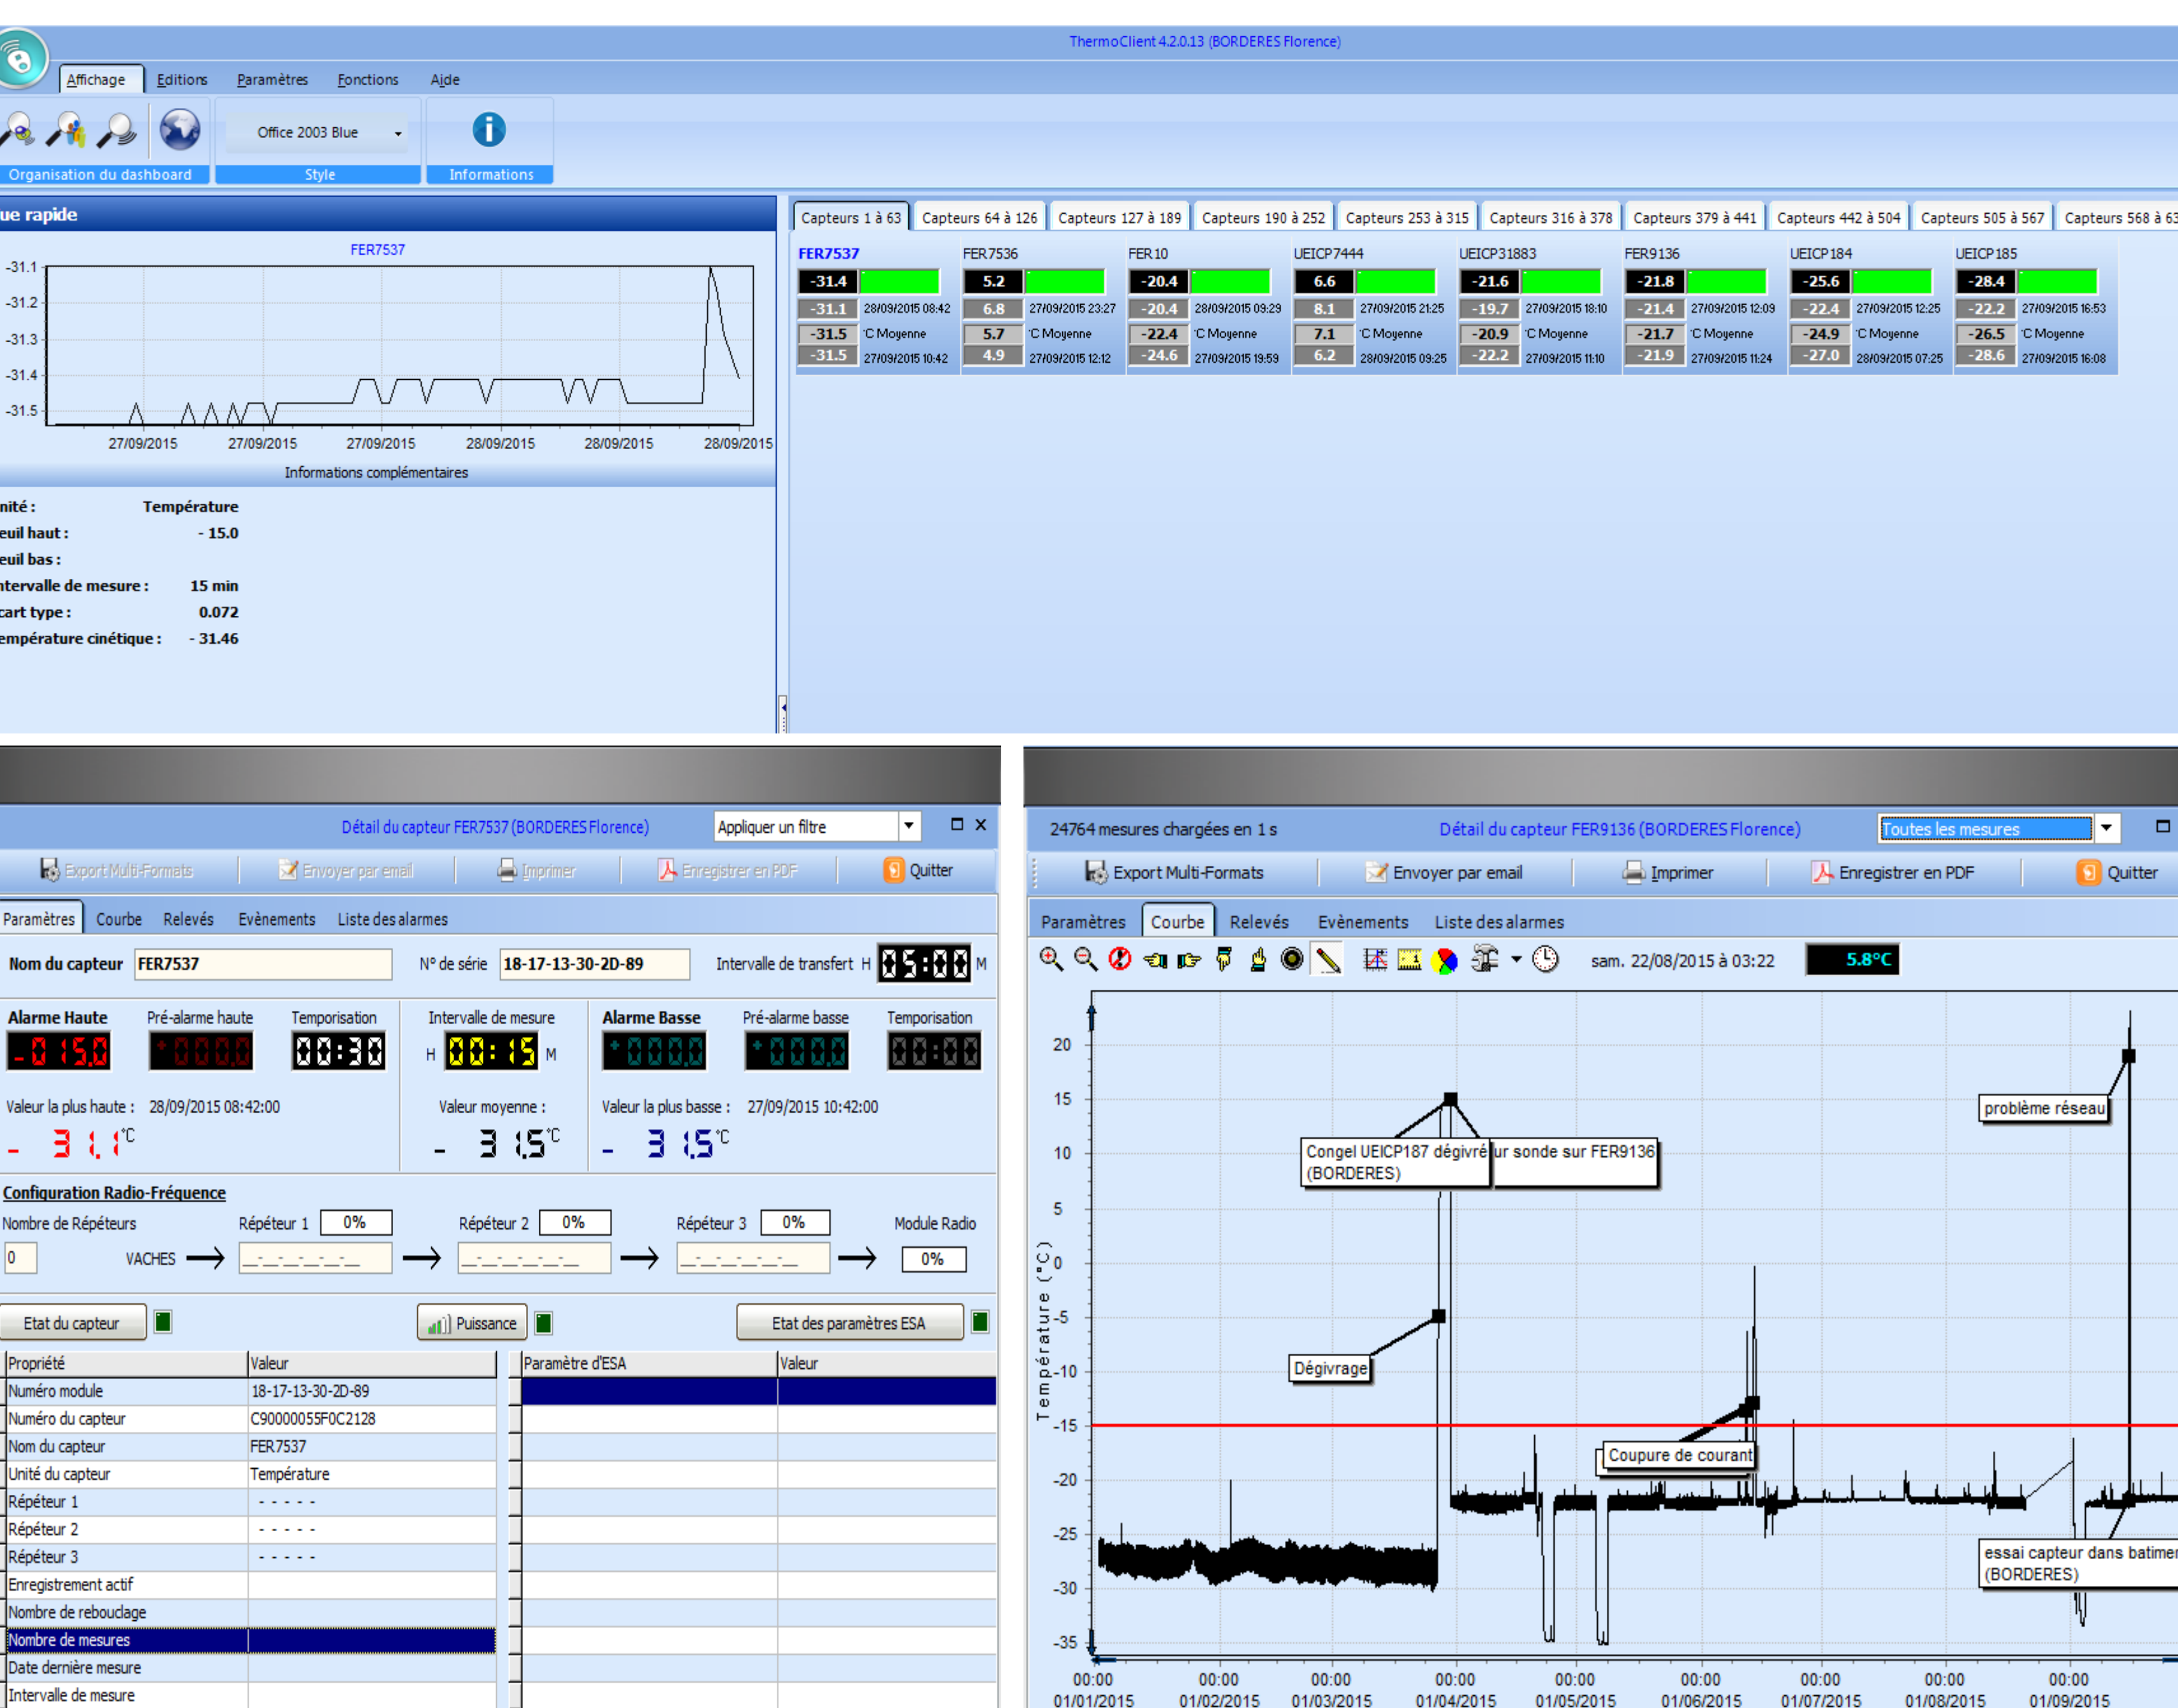 ThermoClient 4.2.0.13 (BORDERES Florence)
Affichage Editions Paramètres Fonctions Aide
Office 2003 Blue
Organisation du dashboard Style Informations
ue rapide
FER7537
-31.1
-31.2
-31.3
-31.4
-31.5
27/09/2015 27/09/2015 27/09/2015 28/09/2015 28/09/2015 28/09/2015
Informations complémentaires
nité : Température
euil haut : - 15.0
euil bas :
ntervalle de mesure : 15 min
cart type : 0.072
empérature cinétique : - 31.46
Capteurs 1 à 63 Capteurs 64 à 126 Capteurs 127 à 189 Capteurs 190 à 252 Capteurs 253 à 315 Capteurs 316 à 378 Capteurs 379 à 441 Capteurs 442 à 504 Capteurs 505 à 567 Capteurs 568 à 63
FER7537 FER7536 FER10 UEICP7444 UEICP31883 FER9136 UEICP184 UEICP185
-31.4 5.2 -20.4 6.6 -21.6 -21.8 -25.6 -28.4
-31.1 28/09/2015 08:42 6.8 27/09/2015 23:27 -20.4 28/09/2015 09:29 8.1 27/09/2015 21:25 -19.7 27/09/2015 18:10 -21.4 27/09/2015 12:09 -22.4 27/09/2015 12:25 -22.2 27/09/2015 16:53
-31.5 °C Moyenne 5.7 °C Moyenne -22.4 °C Moyenne 7.1 °C Moyenne -20.9 °C Moyenne -21.7 °C Moyenne -24.9 °C Moyenne -26.5 °C Moyenne
-31.5 27/09/2015 10:42 4.9 27/09/2015 12:12 -24.6 27/09/2015 19:59 6.2 28/09/2015 09:25 -22.2 27/09/2015 11:10 -21.9 27/09/2015 11:24 -27.0 28/09/2015 07:25 -28.6 27/09/2015 16:08
Détail du capteur FER7537 (BORDERES Florence) Appliquer un filtre
Export Multi-Formats Envoyer par email Imprimer Enregistrer en PDF Quitter
Paramètres Courbe Relevés Evènements Liste des alarmes
Nom du capteur FER7537 N° de série 18-17-13-30-2D-89 Intervalle de transfert H 05:00 M
Alarme Haute Pré-alarme haute Temporisation Intervalle de mesure Alarme Basse Pré-alarme basse Temporisation
-015.0 +000.0 00:30 H 00:15 M +000.0 +000.0 00:00
Valeur la plus haute : 28/09/2015 08:42:00 Valeur moyenne : Valeur la plus basse : 27/09/2015 10:42:00
- 31.1°C - 31.5°C - 31.5°C
Configuration Radio-Fréquence
Nombre de Répéteurs Répéteur 1 0% Répéteur 2 0% Répéteur 3 0% Module Radio
0 VACHES _-_-_-_-_-_ _-_-_-_-_-_ _-_-_-_-_-_ 0%
Etat du capteur Puissance Etat des paramètres ESA
Propriété Valeur Paramètre d'ESA Valeur
Numéro module 18-17-13-30-2D-89
Numéro du capteur C90000055F0C2128
Nom du capteur FER7537
Unité du capteur Température
Répéteur 1 - - - - -
Répéteur 2 - - - - -
Répéteur 3 - - - - -
Enregistrement actif
Nombre de rebouclage
Nombre de mesures
Date dernière mesure
Intervalle de mesure
24764 mesures chargées en 1 s Détail du capteur FER9136 (BORDERES Florence) Toutes les mesures
Export Multi-Formats Envoyer par email Imprimer Enregistrer en PDF Quitter
Paramètres Courbe Relevés Evènements Liste des alarmes
sam. 22/08/2015 à 03:22 5.8°C
Température (°C)
20
15
10
5
0
-5
-10
-15
-20
-25
-30
-35
problème réseau
Congel UEICP187 dégivré ur sonde sur FER9136
(BORDERES)
Dégivrage
Coupure de courant
essai capteur dans batimer
(BORDERES)
00:00 00:00 00:00 00:00 00:00 00:00 00:00 00:00 00:00
01/01/2015 01/02/2015 01/03/2015 01/04/2015 01/05/2015 01/06/2015 01/07/2015 01/08/2015 01/09/2015